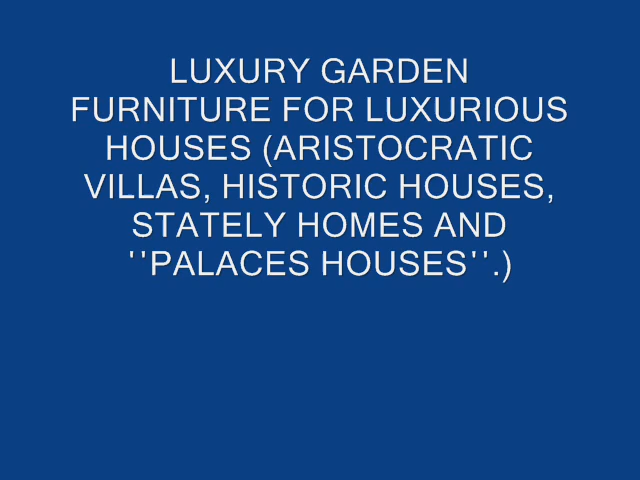 LUXURY GARDEN
FURNITURE FOR LUXURIOUS
HOUSES (ARISTOCRATIC
VILLAS, HISTORIC HOUSES,
STATELY HOMES AND
''PALACES HOUSES''.)